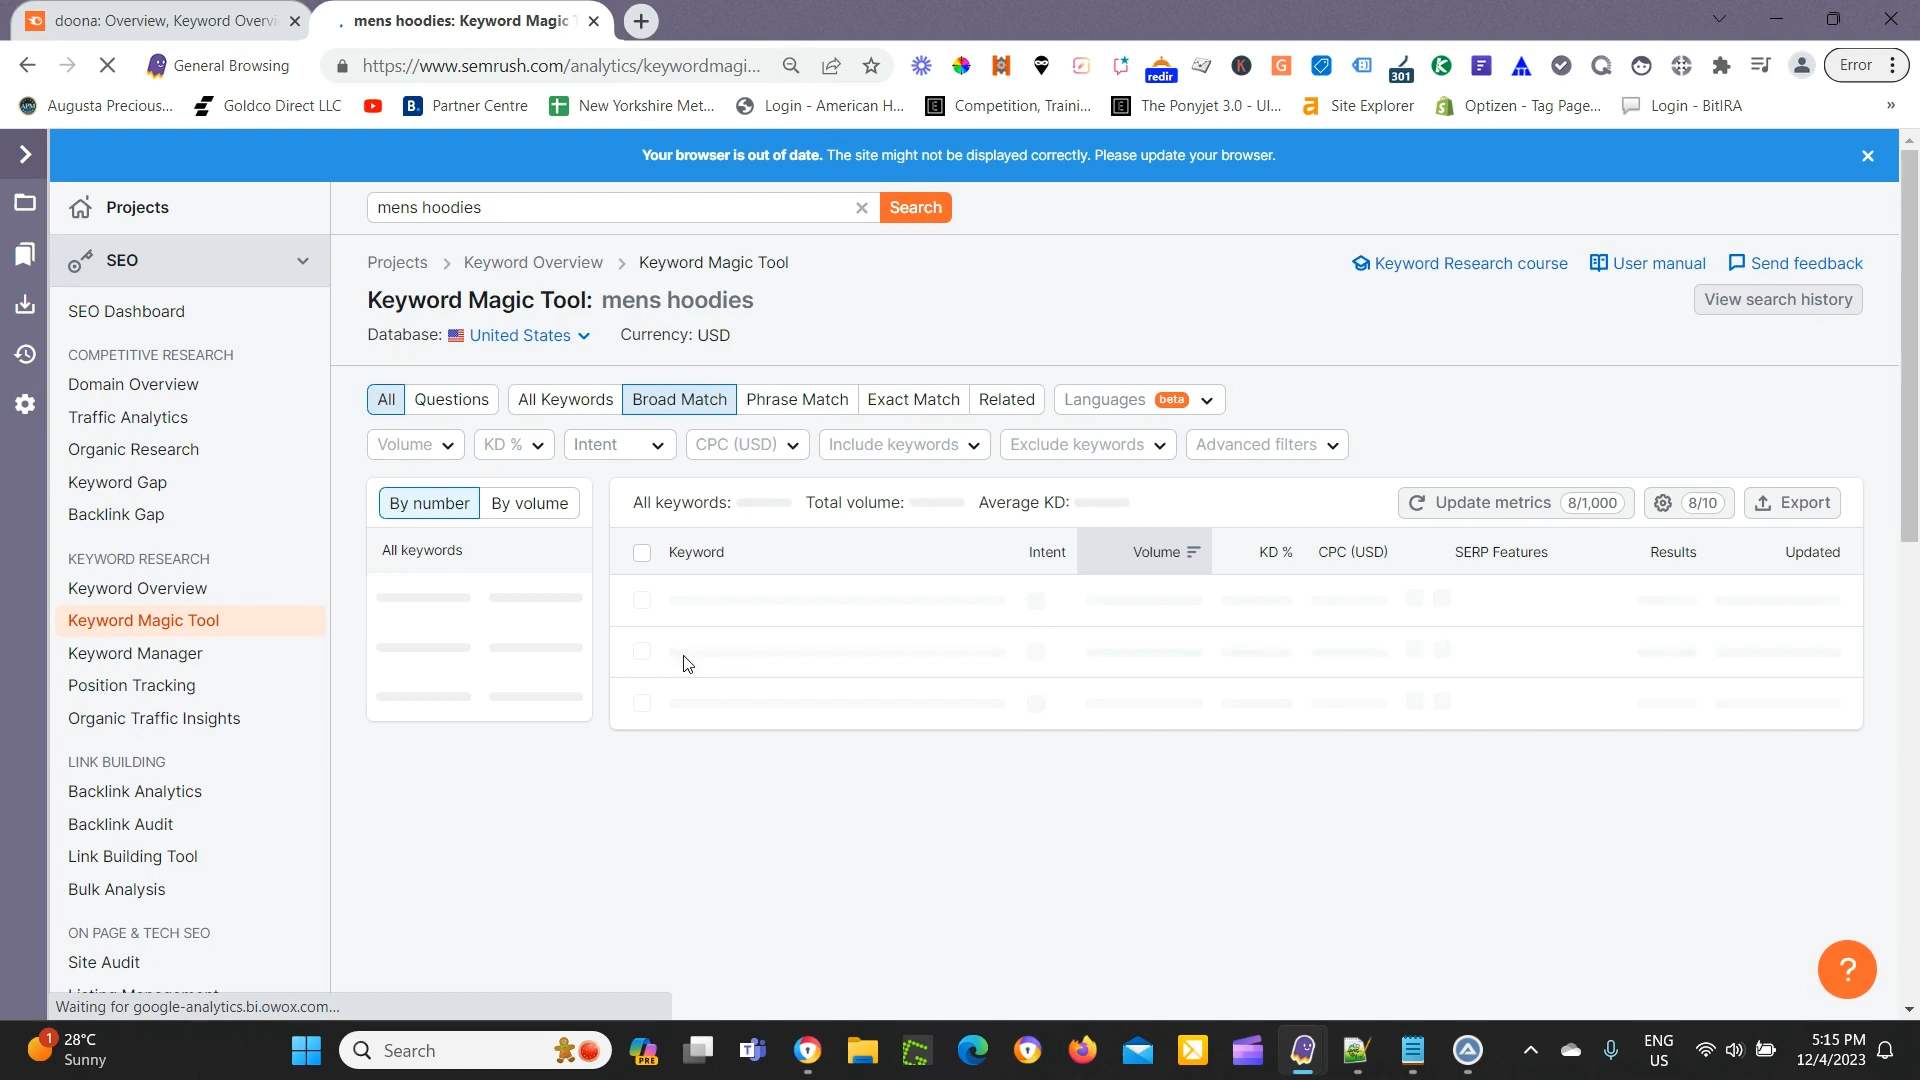 doona: Overview, Keyword Overvi
mens hoodies: Keyword Magic T
General Browsing
https://www.semrush.com/analytics/keywordmagi...
redir
301
Error
Augusta Precious...
Goldco Direct LLC
Partner Centre
New Yorkshire Met...
Login - American H...
Competition, Traini...
The Ponyjet 3.0 - Ul...
Site Explorer
Optizen - Tag Page...
Login - BitIRA
»
Your browser is out of date. The site might not be displayed correctly. Please update your browser.
Projects
SEO
SEO Dashboard
COMPETITIVE RESEARCH
Domain Overview
Traffic Analytics
Organic Research
Keyword Gap
Backlink Gap
KEYWORD RESEARCH
Keyword Overview
Keyword Magic Tool
Keyword Manager
Position Tracking
Organic Traffic Insights
LINK BUILDING
Backlink Analytics
Backlink Audit
Link Building Tool
Bulk Analysis
ON PAGE & TECH SEO
Site Audit
Listing Management
Waiting for google-analytics.bi.owox.com...
mens hoodies
Search
Projects > Keyword Overview > Keyword Magic Tool
Keyword Research course
User manual
Send feedback
Keyword Magic Tool: mens hoodies
View search history
Database: United States
Currency: USD
All Questions All Keywords Broad Match Phrase Match Exact Match Related Languages beta
Volume KD % Intent CPC (USD) Include keywords Exclude keywords Advanced filters
By number By volume
All keywords: Total volume: Average KD:
Update metrics 8/1,000
8/10
Export
All keywords
Keyword Intent Volume KD % CPC (USD) SERP Features Results Updated
?
1
28°C
Sunny
Search
PRE
ENG
US
5:15 PM
12/4/2023